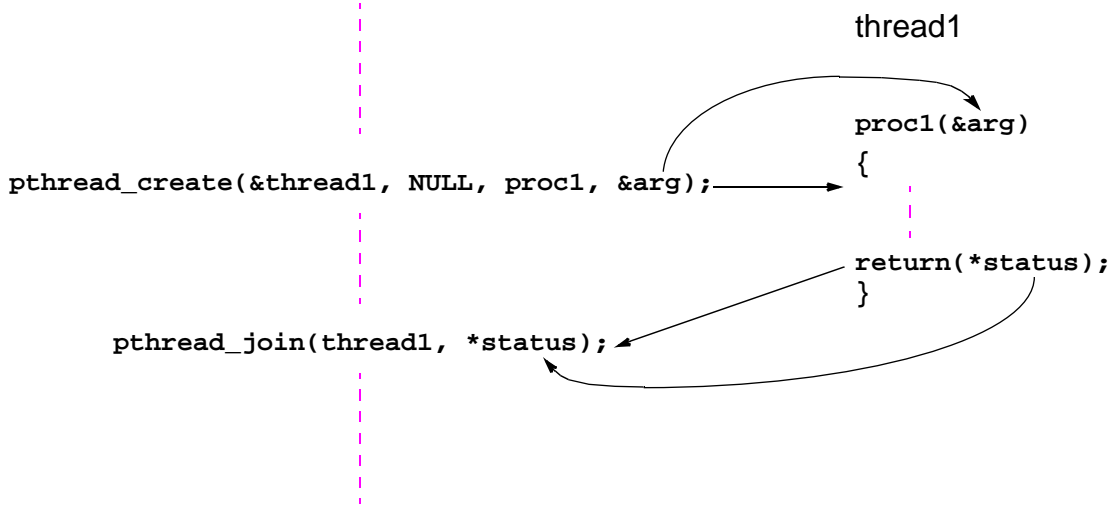 thread1
proc1(&arg)
pthread_create(&thread1, NULL, proc1, &arg);
{
return(*status);
}
pthread_join(thread1, *status);